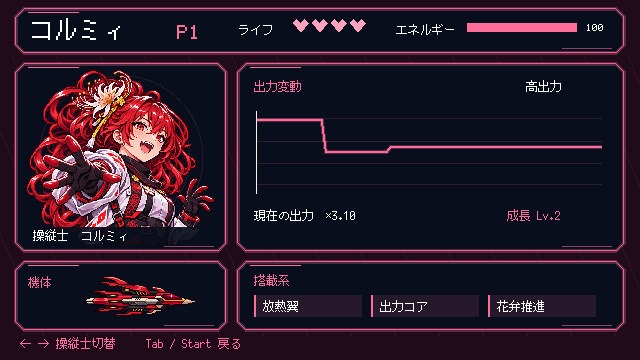 コルミィ P1 ライフ エネルギー 100
出力変動 高出力
現在の出力 ×3.10 成長 Lv.2
操縦士 コルミィ
機体
搭載系
放熱翼 出力コア 花弁推進
←→ 操縦士切替 Tab / Start 戻る